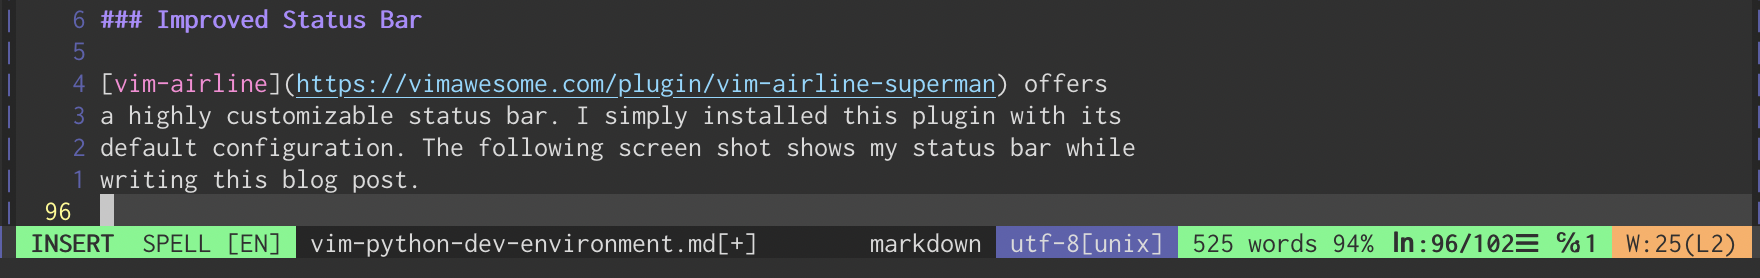 6 ### Improved Status Bar
5
4 [vim-airline](https://vimawesome.com/plugin/vim-airline-superman) offers
3 a highly customizable status bar. I simply installed this plugin with its
2 default configuration. The following screen shot shows my status bar while
1 writing this blog post.
96
INSERT SPELL [EN] vim-python-dev-environment.md[+] markdown utf-8[unix] 525 words 94% ln:96/102☰ ℅1 W:25(L2)